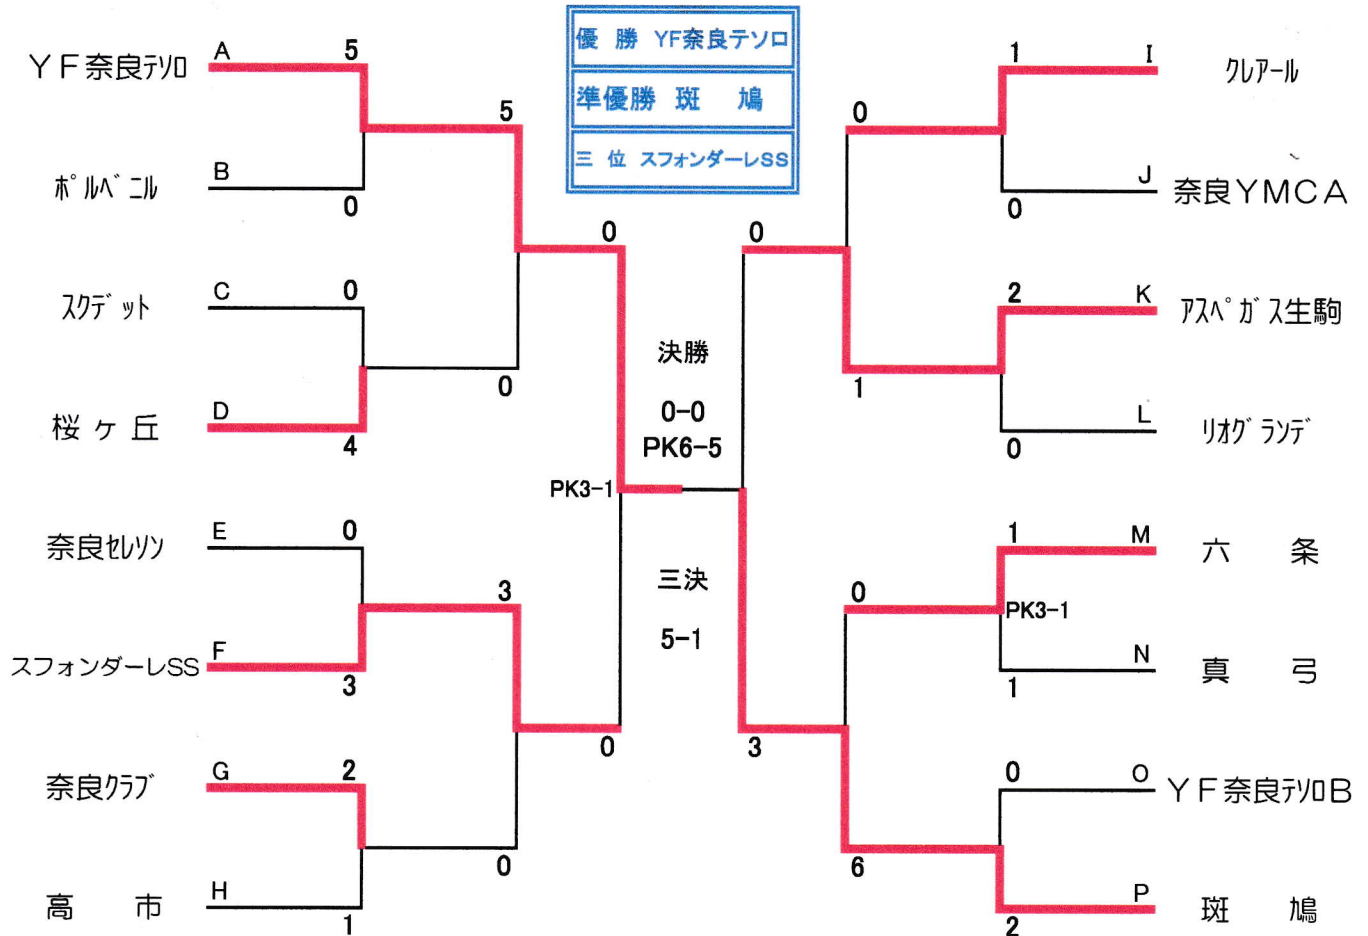 優 勝 YF奈良テソロ
準優勝 斑 鳩
三 位 スフォンダーレSS
YF奈良ﾃｿﾛ
A
5
ﾎﾟﾙﾍﾞﾆﾙ
B
0
5
ｽｸﾃﾞｯﾄ
C
0
桜ヶ丘
D
4
0
0
奈良ｾﾚｿﾝ
E
0
スフォンダーレSS
F
3
3
奈良ｸﾗﾌﾞ
G
2
高 市
H
1
0
0
PK3-1
決勝
0-0
PK6-5
三決
5-1
1
I
ｸﾚｱｰﾙ
0
J
奈良YMCA
0
2
K
ｱｽﾍﾟｶﾞｽ生駒
0
L
ﾘｵｸﾞﾗﾝﾃﾞ
1
0
1
M
六 条
PK3-1
1
N
真 弓
0
0
O
YF奈良ﾃｿﾛB
2
P
斑 鳩
6
3